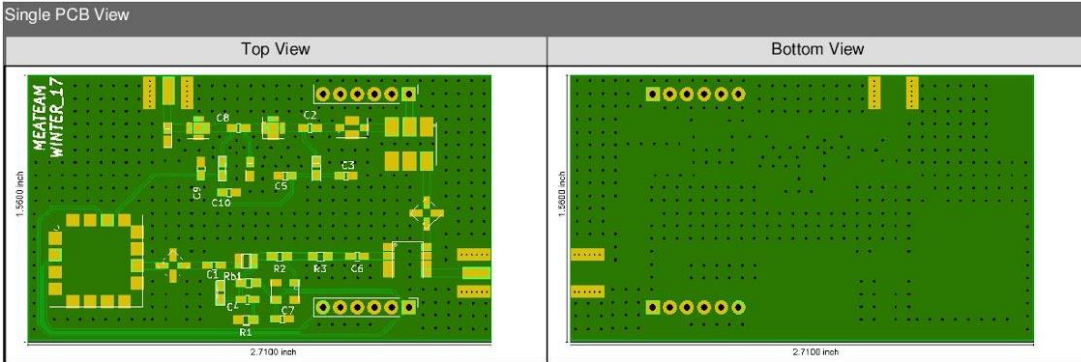 Single PCB View
Top View
Bottom View
MEATEAM
WINTER_17
C8
C2
C9
C5
C3
C10
C1
Rb1
R2
R3
C6
C4
C7
R1
1.5600 inch
2.7100 inch
1.5600 inch
2.7100 inch